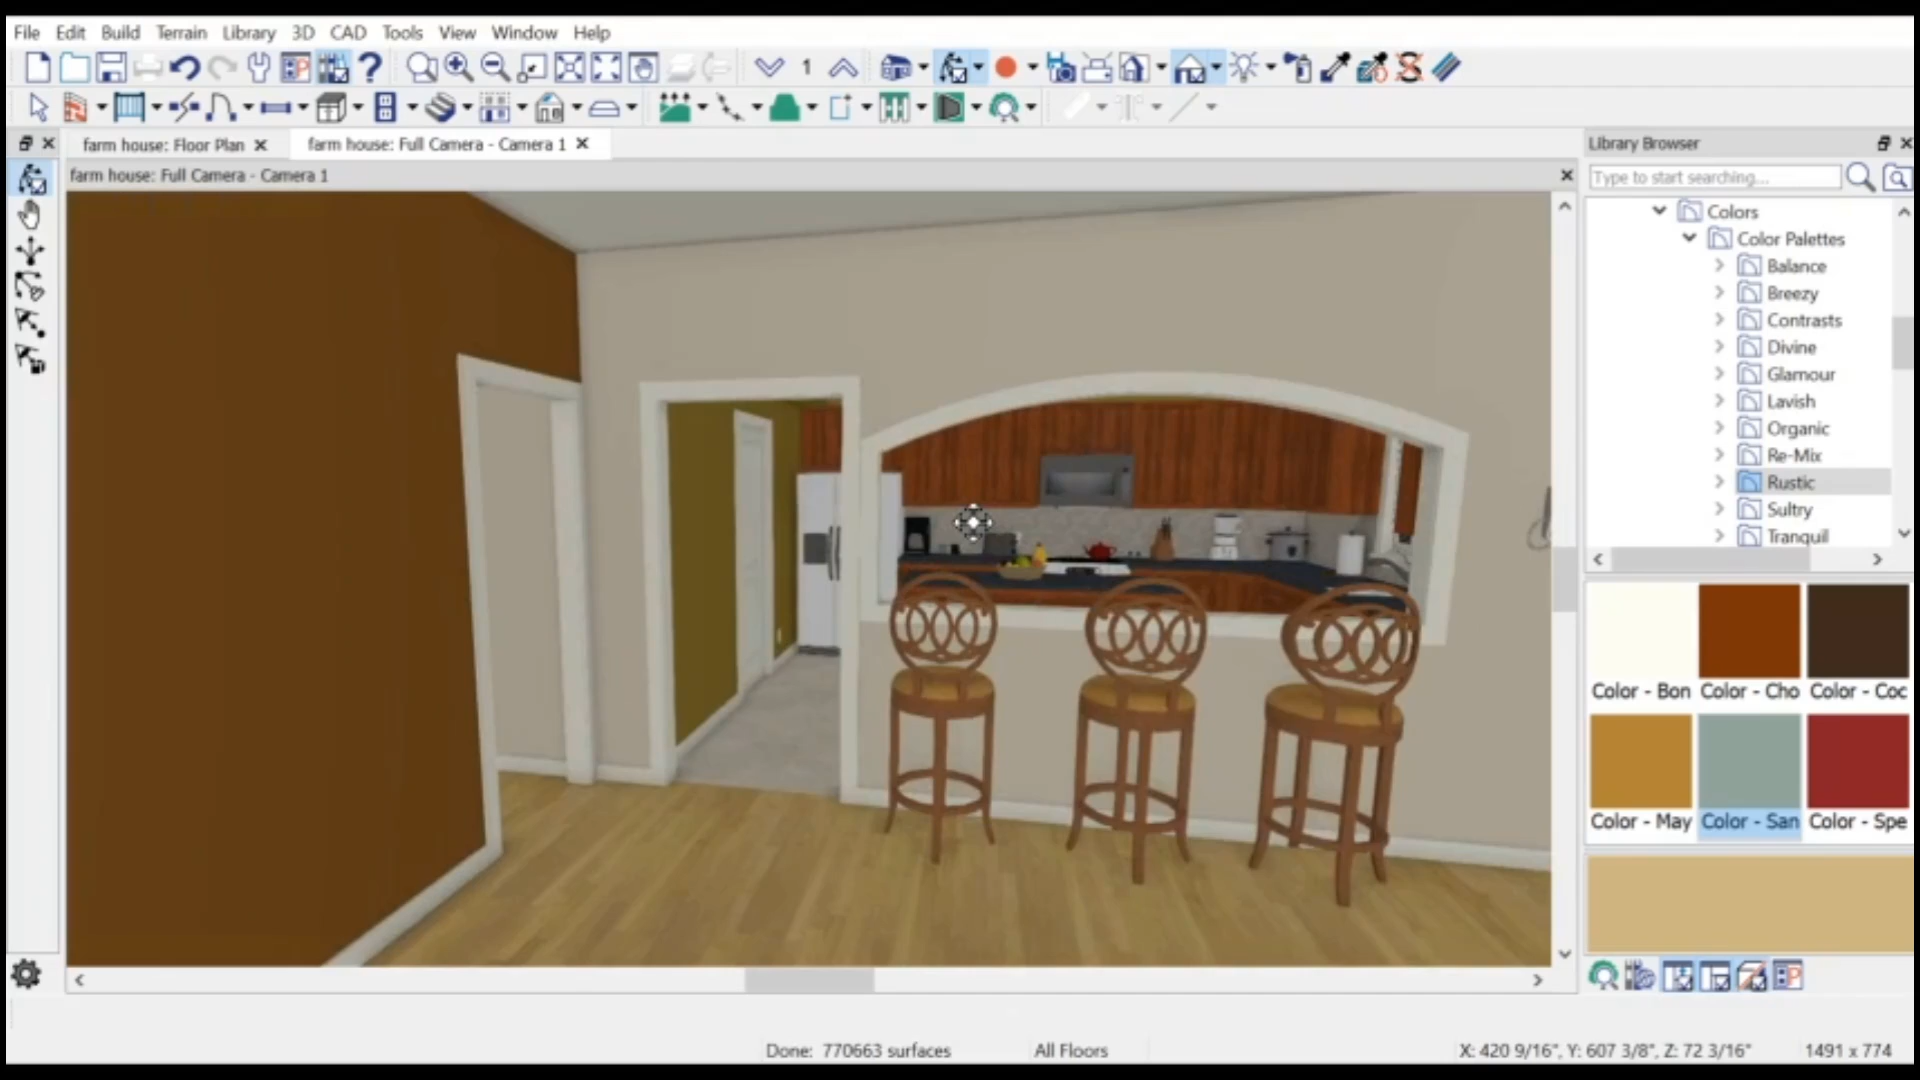 File Edit Build Terrain Library 3D CAD Tools View Window Help
1
farm house: Floor Plan
farm house: Full Camera - Camera 1
Library Browser
farm house: Full Camera - Camera 1
Type to start searching...
Colors
Color Palettes
Balance
Breezy
Contrasts
Divine
Glamour
Lavish
Organic
Re-Mix
Rustic
Sultry
Tranquil
Color - Bon Color - Cho Color - Coc
Color - May Color - San Color - Spe
Done: 770663 surfaces All Floors X: 420 9/16", Y: 607 3/8", Z: 72 3/16" 1491 x 774